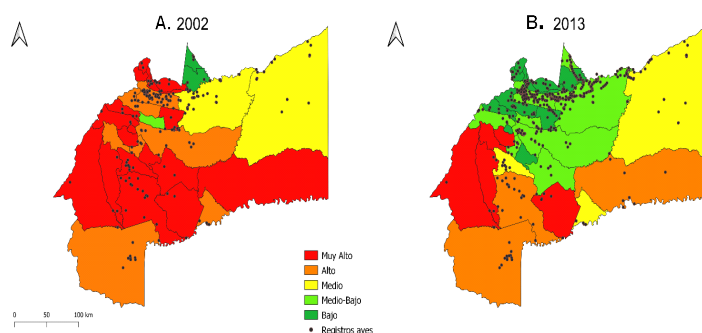 A. 2002
B. 2013
Muy Alto
Alto
Medio
Medio-Bajo
Bajo
Registros aves
0 50 100 km